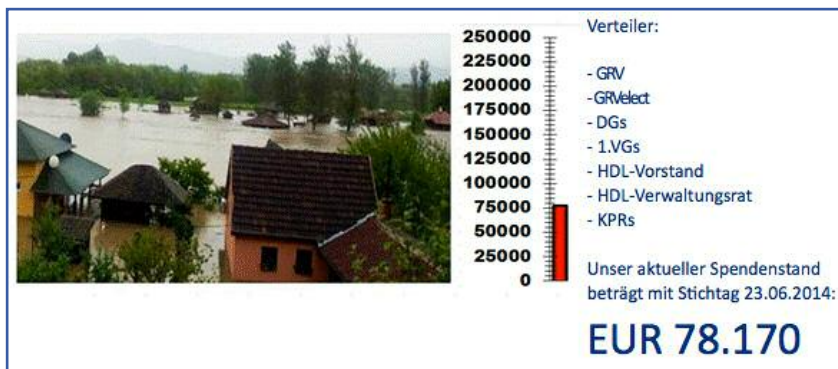 250000
225000
200000
175000
150000
125000
100000
75000
50000
25000
0
Verteiler:
- GRV
-GRVelect
- DGs
- 1.VGs
- HDL-Vorstand
- HDL-Verwaltungsrat
- KPRs
Unser aktueller Spendenstand
beträgt mit Stichtag 23.06.2014:
EUR 78.170